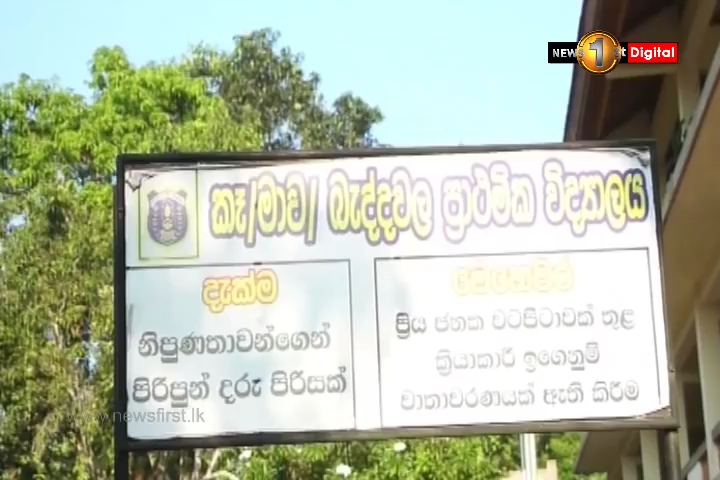 NEWS 1st Digital
කෑ/මාව/ බැද්දවල ප්‍රාථමික විද්‍යාලය
දැක්ම
නිපුණතාවන්ගෙන්
පිරිපුන් දරු පිරිසක්
මෙහෙවර
ප්‍රිය ජනක වටපිටාවක් තුළ
ක්‍රියාකාරී ඉගෙනුම්
වාතාවරණයක් ඇති කිරීම
www.newsfirst.lk